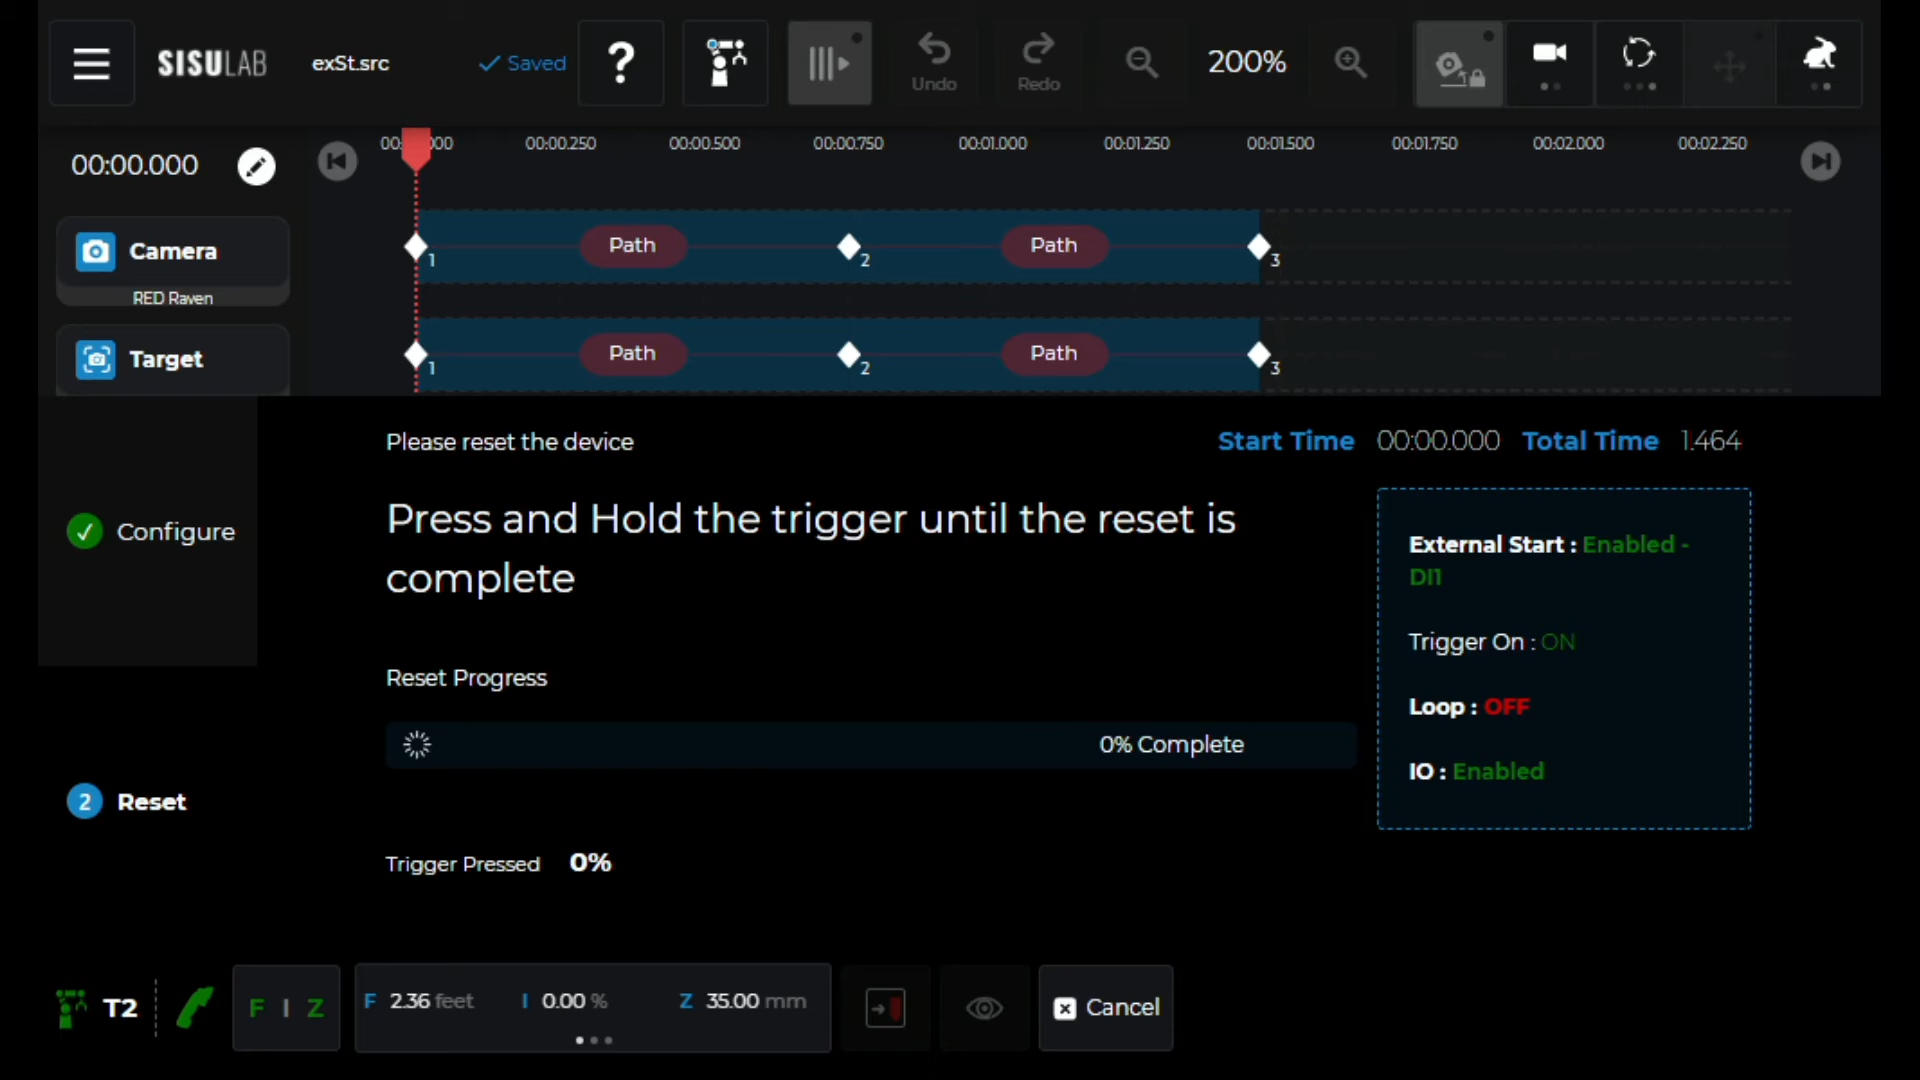 SISULAB
exSt.src
Saved
?
Undo
Redo
200%
00:00.000
00:00.250
00:00.500
00:00.750
00:01.000
00:01.250
00:01.500
00:01.750
00:02.000
00:02.250
Camera
RED Raven
1
Path
2
Path
3
Target
1
Path
2
Path
3
Please reset the device
Start Time 00:00.000 Total Time 1.464
Configure
Press and Hold the trigger until the reset is
complete
External Start : Enabled -
DI1
Trigger On : ON
Loop : OFF
IO : Enabled
Reset Progress
0% Complete
2 Reset
Trigger Pressed 0%
T2
F I Z
F 2.36 feet I 0.00 % Z 35.00 mm
Cancel